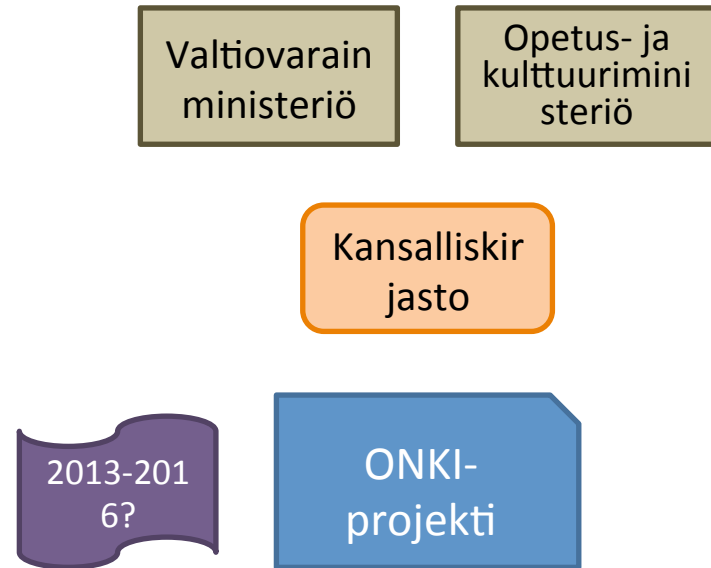 Valtiovarain
ministeriö
Opetus- ja
kulttuurimini
steriö
Kansalliskir
jasto
2013-201
6?
ONKI-
projekti